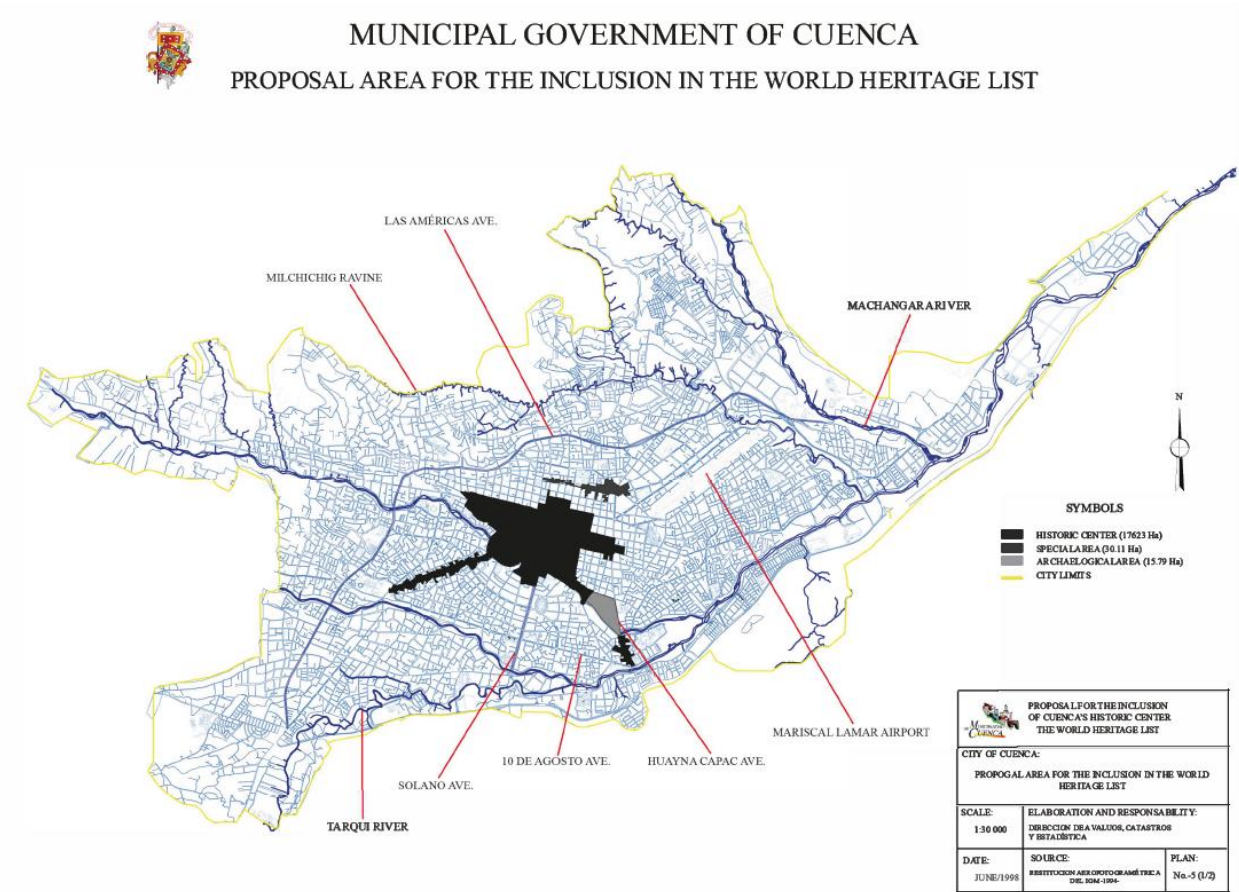 MUNICIPAL GOVERNMENT OF CUENCA
PROPOSAL AREA FOR THE INCLUSION IN THE WORLD HERITAGE LIST
LAS AMÉRICAS AVE.
MILCHICHIG RAVINE
MACHANGARARIVER
N
SYMBOLS
HISTORIC CENTER (17623 Ha)
SPECIALAREA (30.11 Ha)
ARCHAELOGICALAREA (15.79 Ha)
CITY LIMITS
MARISCAL LAMAR AIRPORT
10 DE AGOSTO AVE.
HUAYNA CAPAC AVE.
SOLANO AVE.
TARQUI RIVER
CUENCA
PROPOSAL FOR THE INCLUSION
OF CUENCA'S HISTORIC CENTER
THE WORLD HERITAGE LIST
CITY OF CUENCA:
PROPOGAL AREA FOR THE INCLUSION IN THE WORLD
HERITAGE LIST
SCALE:
1:30 000
ELABORATION AND RESPONSABILITY:
DIRECCION DE AVALUOS, CATASTROS
Y ESTADÍSTICA
DATE:
JUNE/1998
SOURCE:
RESTITUCION AEROFOTOGRAMÉTRICA
DEL IGM -1994-
PLAN:
No.-5 (1/2)